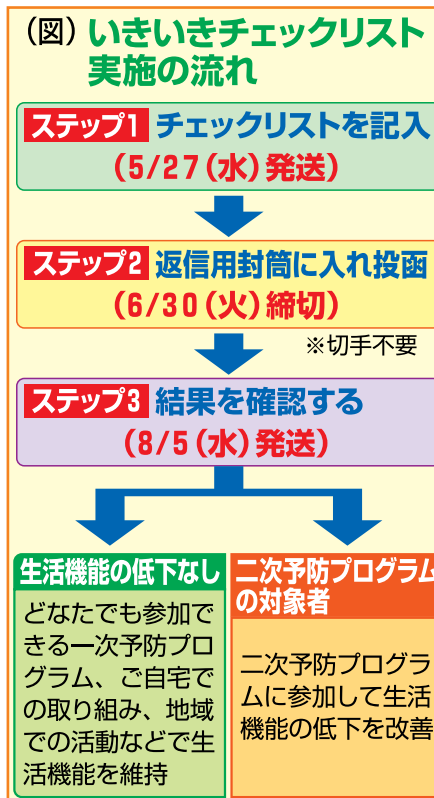 (図) いきいきチェックリスト
実施の流れ
ステップ1 チェックリストを記入
(5/27(水)発送)
ステップ2 返信用封筒に入れ投函
(6/30(火)締切)
※切手不要
ステップ3 結果を確認する
(8/5(水)発送)
生活機能の低下なし
どなたでも参加で
きる一次予防プロ
グラム、ご自宅で
の取り組み、地域
での活動などで生
活機能を維持
二次予防プログラム
の対象者
二次予防プログラ
ムに参加して生活
機能の低下を改善